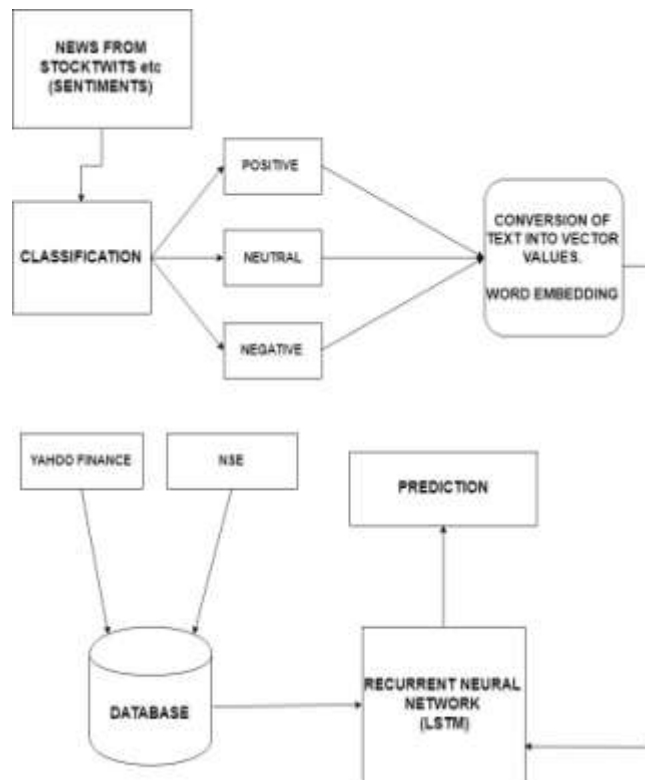 NEWS FROM
STOCKTWITS etc
(SENTIMENTS)
POSITIVE
CLASSIFICATION
NEUTRAL
NEGATIVE
CONVERSION OF
TEXT INTO VECTOR
VALUES.
WORD EMBEDDING
YAHOO FINANCE
NSE
PREDICTION
DATABASE
RECURRENT NEURAL
NETWORK
(LSTM)